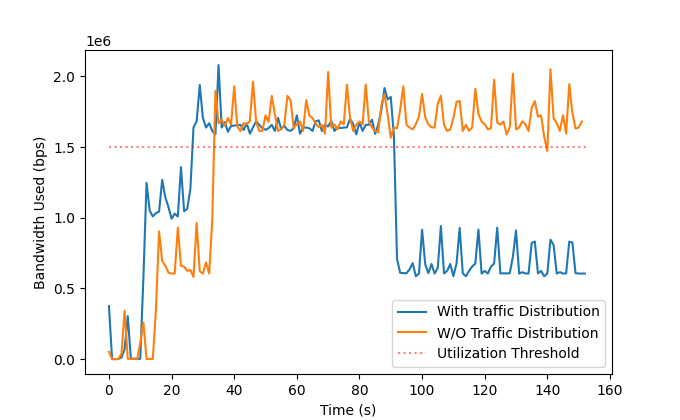 1e6
2.0
1.5
1.0
0.5
0.0
Bandwidth Used (bps)
0
20
40
60
80
100
120
140
160
Time (s)
With traffic Distribution
W/O Traffic Distribution
Utilization Threshold